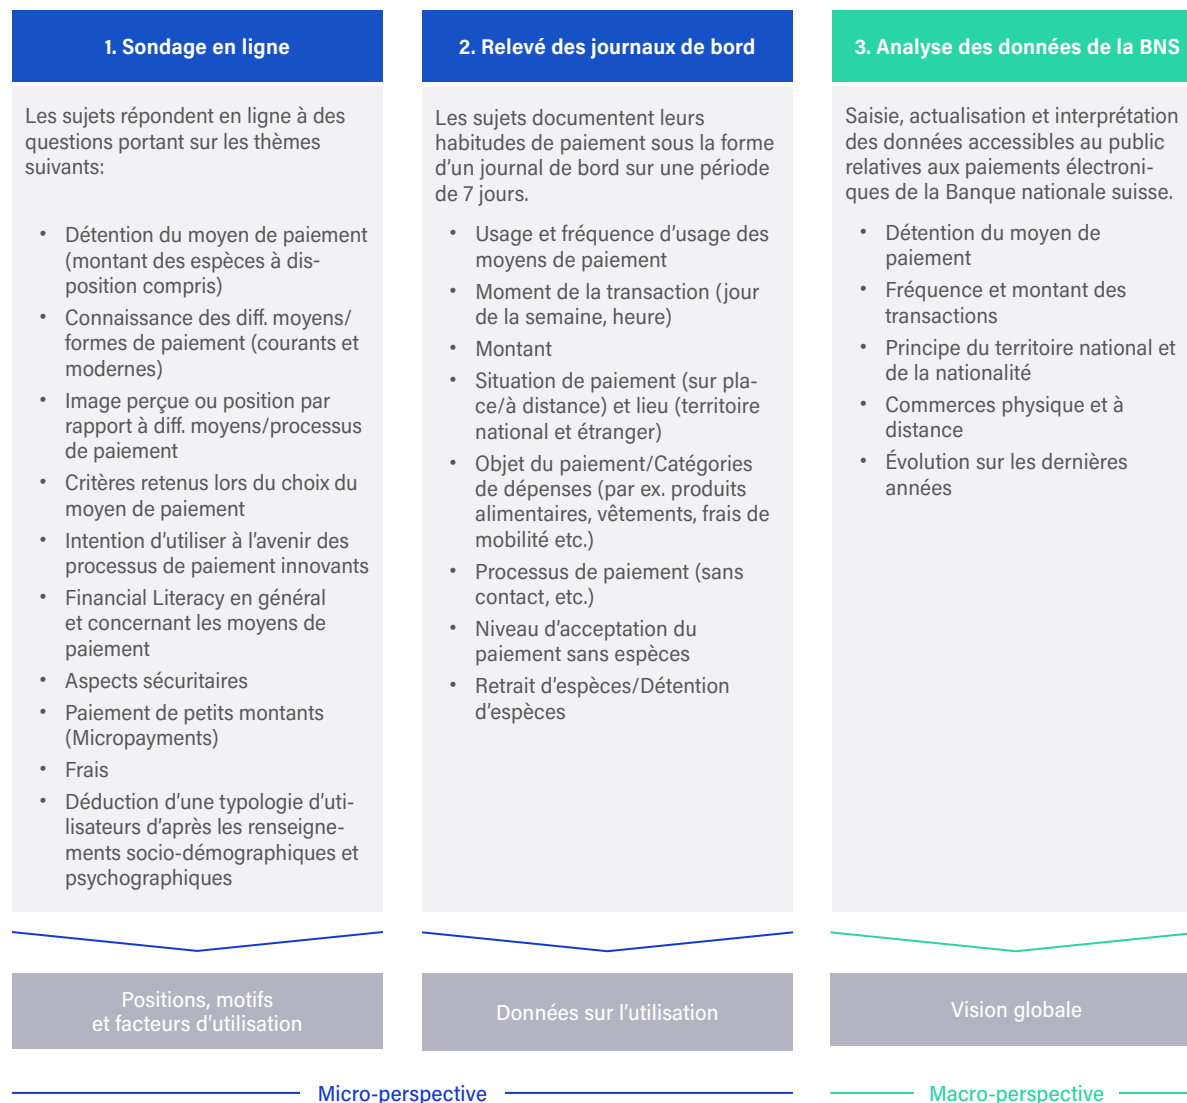 1. Sondage en ligne
Les sujets répondent en ligne à des
questions portant sur les thèmes
suivants:
• Détention du moyen de paiement
(montant des espèces à dis-
position compris)
• Connaissance des diff. moyens/
formes de paiement (courants et
modernes)
• Image perçue ou position par
rapport à diff. moyens/processus
de paiement
• Critères retenus lors du choix du
moyen de paiement
• Intention d'utiliser à l'avenir des
processus de paiement innovants
• Financial Literacy en général
et concernant les moyens de
paiement
• Aspects sécuritaires
• Paiement de petits montants
(Micropayments)
• Frais
• Déduction d'une typologie d'uti-
lisateurs d'après les renseigne-
ments socio-démographiques et
psychographiques
Positions, motifs
et facteurs d'utilisation
2. Relevé des journaux de bord
Les sujets documentent leurs
habitudes de paiement sous la forme
d'un journal de bord sur une période
de 7 jours.
• Usage et fréquence d'usage des
moyens de paiement
• Moment de la transaction (jour
de la semaine, heure)
• Montant
• Situation de paiement (sur pla-
ce/à distance) et lieu (territoire
national et étranger)
• Objet du paiement/Catégories
de dépenses (par ex. produits
alimentaires, vêtements, frais de
mobilité etc.)
• Processus de paiement (sans
contact, etc.)
• Niveau d'acceptation du
paiement sans espèces
• Retrait d'espèces/Détention
d'espèces
Données sur l'utilisation
3. Analyse des données de la BNS
Saisie, actualisation et interprétation
des données accessibles au public
relatives aux paiements électroni-
ques de la Banque nationale suisse.
• Détention du moyen de
paiement
• Fréquence et montant des
transactions
• Principe du territoire national et
de la nationalité
• Commerces physique et à
distance
• Évolution sur les dernières
années
Vision globale
Micro-perspective
Macro-perspective